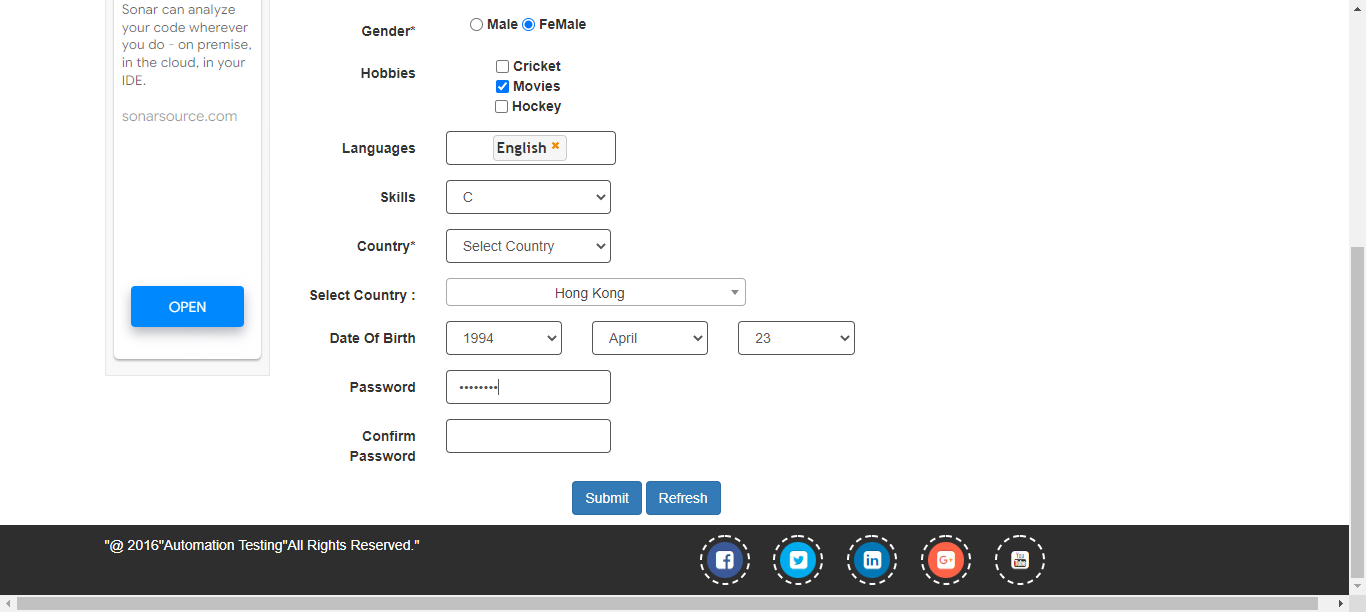 Sonar can analyze
your code wherever
you do - on premise,
in the cloud, in your
IDE.
sonarsource.com
OPEN
Gender*
Male FeMale
Hobbies
Cricket
Movies
Hockey
Languages
English ×
Skills
C
Country*
Select Country
Select Country :
Hong Kong
Date Of Birth
1994 April 23
Password
••••••••
Confirm
Password
Submit Refresh
"@ 2016"Automation Testing"All Rights Reserved."
f in G+ You Tube